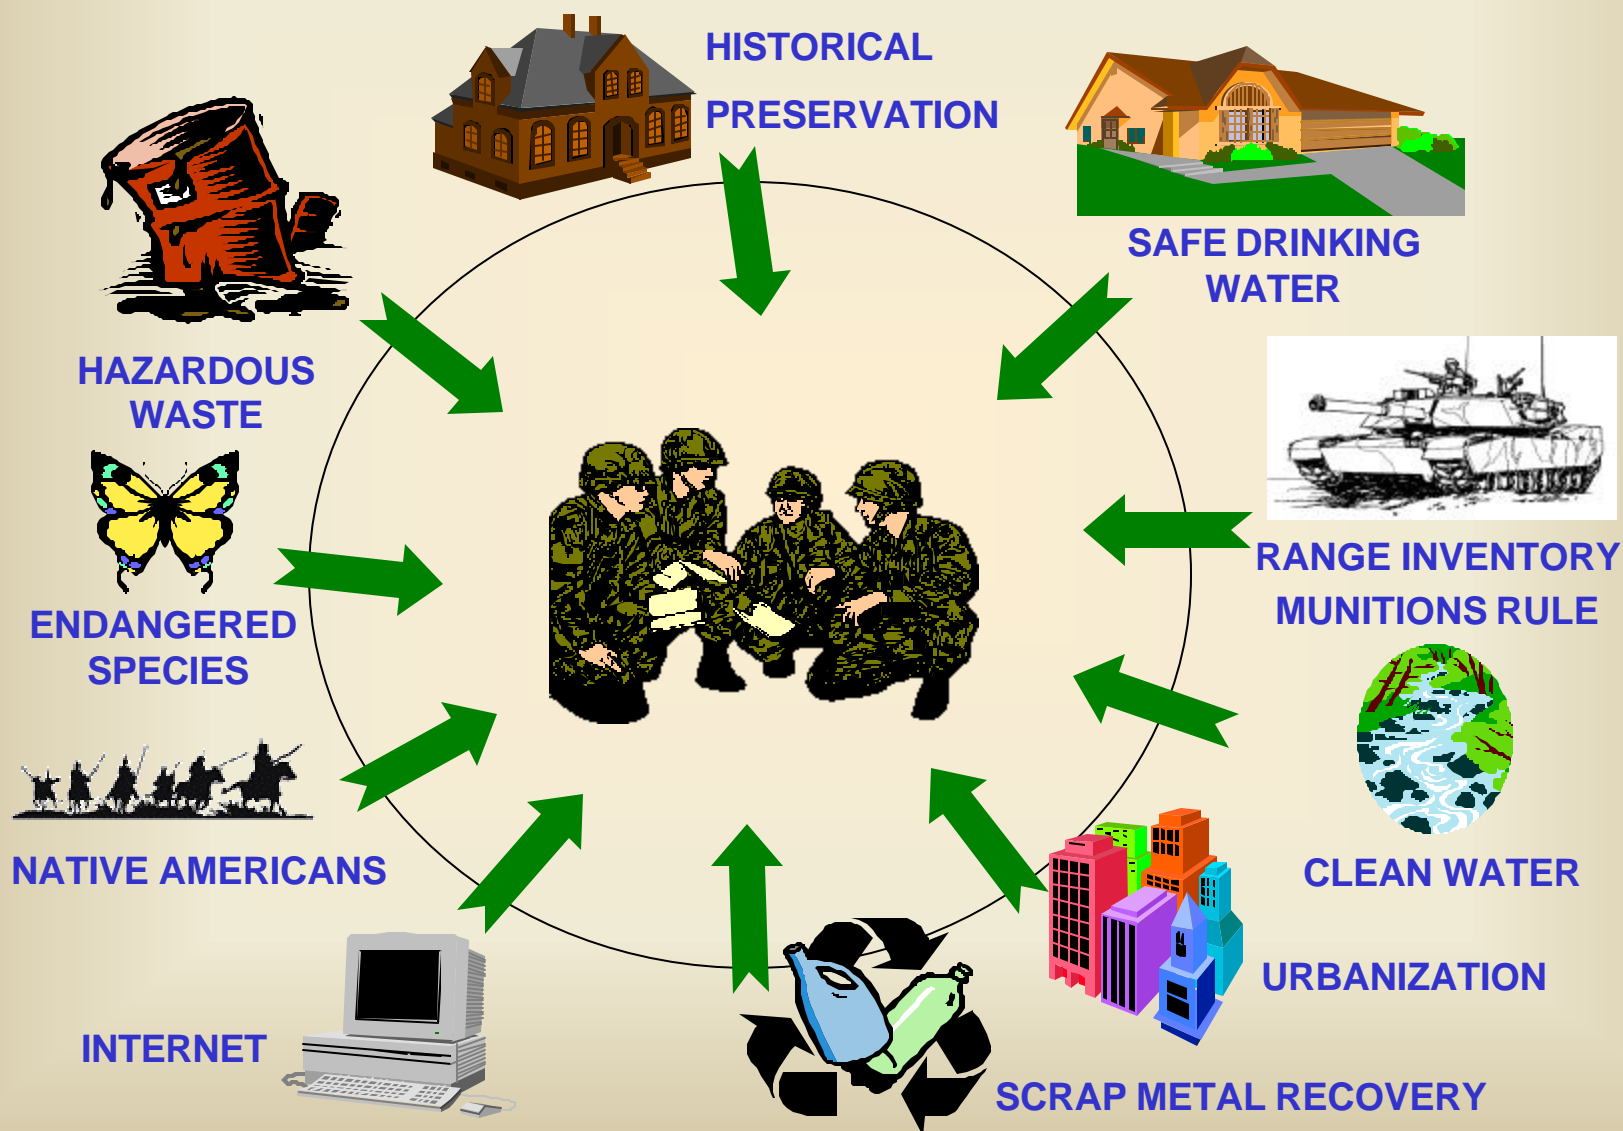 HISTORICAL
PRESERVATION
SAFE DRINKING
WATER
HAZARDOUS
WASTE
RANGE INVENTORY
MUNITIONS RULE
ENDANGERED
SPECIES
NATIVE AMERICANS
CLEAN WATER
URBANIZATION
INTERNET
SCRAP METAL RECOVERY